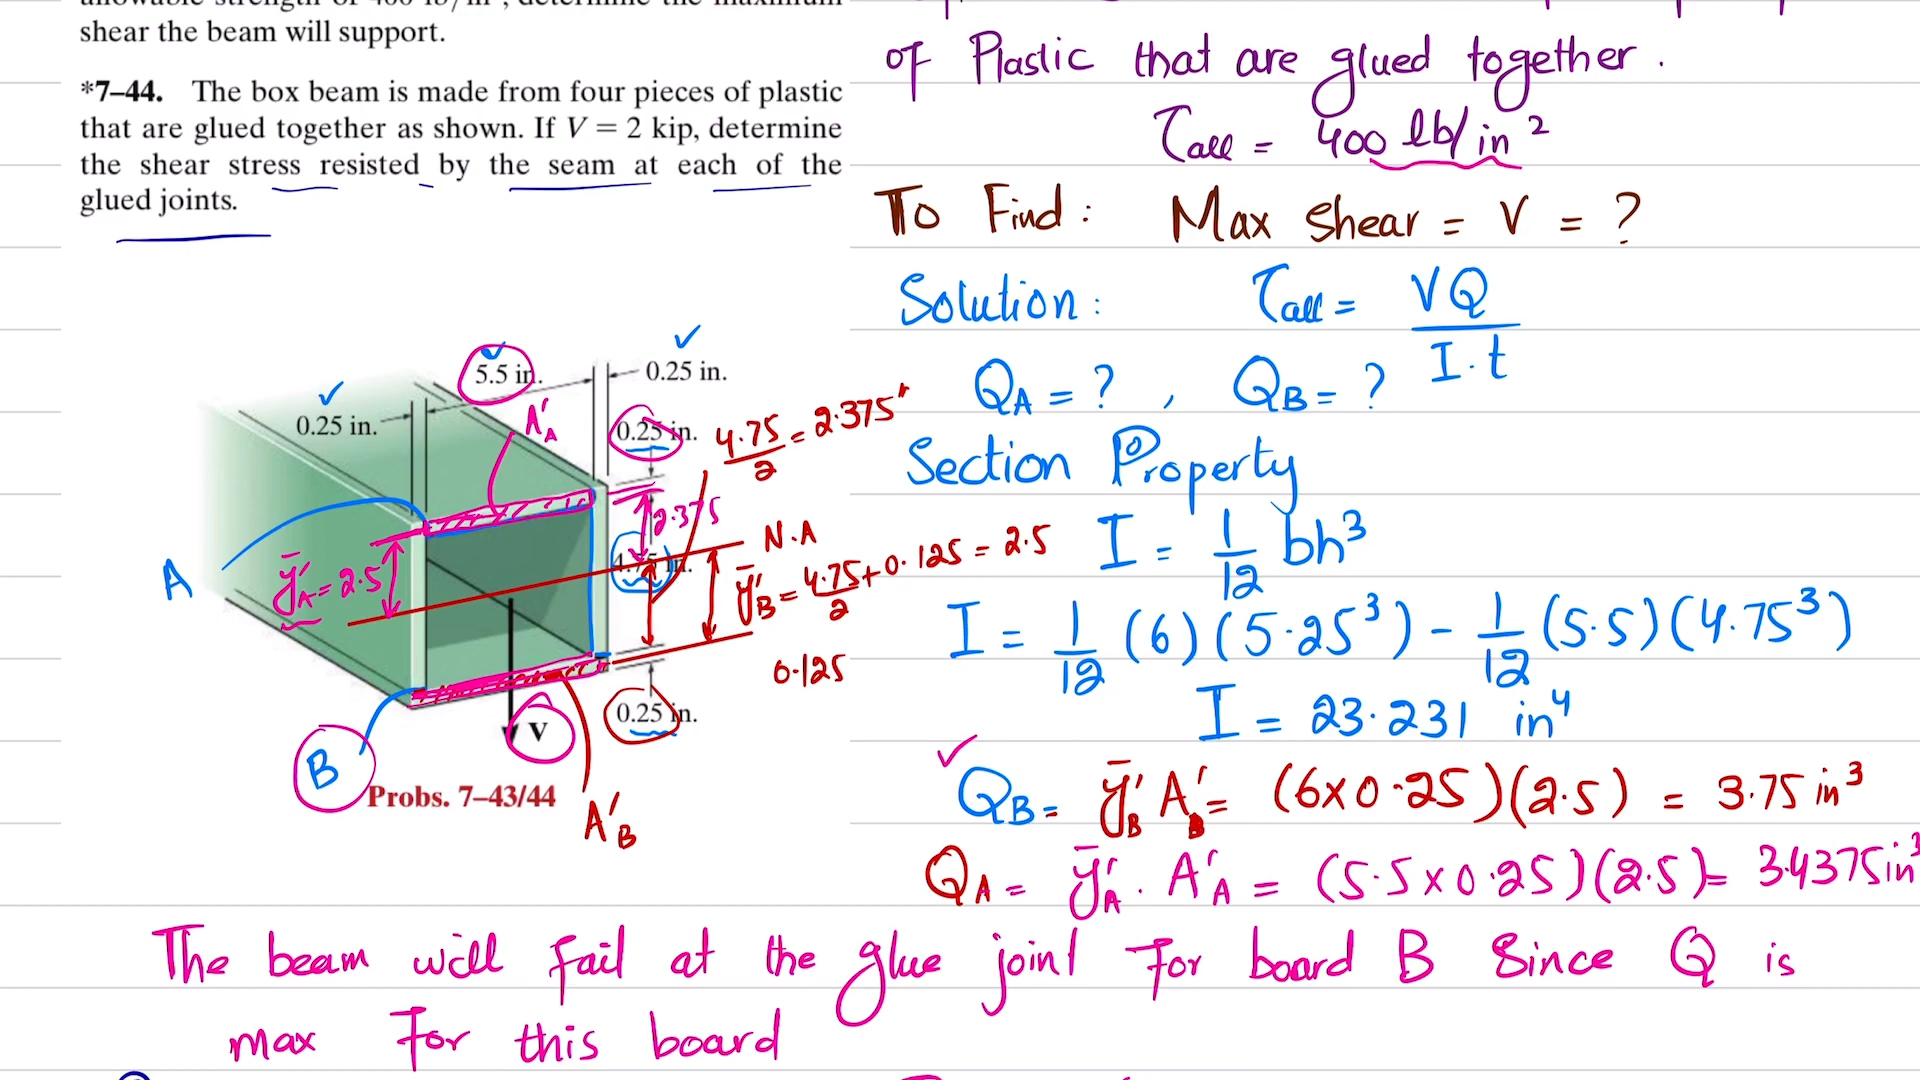 shear the beam will support.
*7–44. The box beam is made from four pieces of plastic
that are glued together as shown. If V = 2 kip, determine
the shear stress resisted by the seam at each of the
glued joints.
of Plastic that are glued together.
τall = 400 lb/in²
To Find: Max Shear = V = ?
Solution: τall = VQ / I·t
QA = ?, QB = ?
Section Property
I = 1/12 bh³
I = 1/12 (6)(5.25³) - 1/12 (5.5)(4.75³)
I = 23.231 in⁴
QB = ȳ'B A'B = (6x0.25)(2.5) = 3.75 in³
QA = ȳ'A · A'A = (5.5x0.25)(2.5) = 3.4375 in³
5.5 in.
0.25 in.
0.25 in.
0.25 in.
A'A
4.75/2 = 2.375"
2.375
N.A
4.75 in.
A
ȳ'A = 2.5
ȳ'B = 4.75/2 + 0.125 = 2.5
0.125
0.25 in.
V
B
Probs. 7–43/44
A'B
The beam will fail at the glue joint For board B Since Q is
max For this board